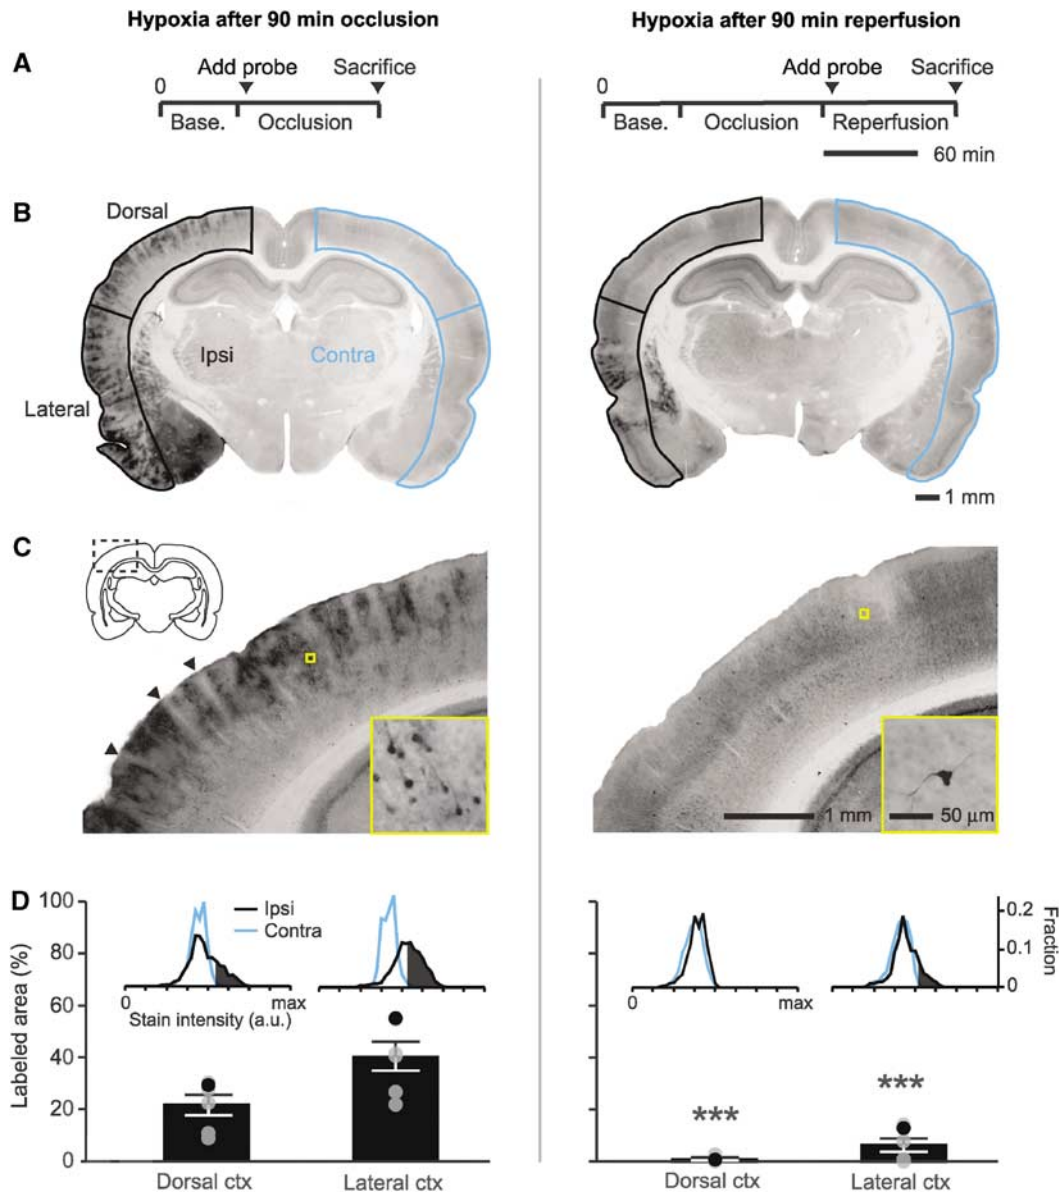 Hypoxia after 90 min occlusion
Hypoxia after 90 min reperfusion
A
0
Add probe
Sacrifice
Base.
Occlusion
0
Add probe
Sacrifice
Base.
Occlusion
Reperfusion
60 min
B
Dorsal
Ipsi
Contra
Lateral
1 mm
C
1 mm
50 μm
D
Labeled area (%)
100
80
60
40
20
0
Ipsi
Contra
0
max
Stain intensity (a.u.)
Dorsal ctx
Lateral ctx
0
max
0.2
0.1
0
Fraction
***
***
Dorsal ctx
Lateral ctx